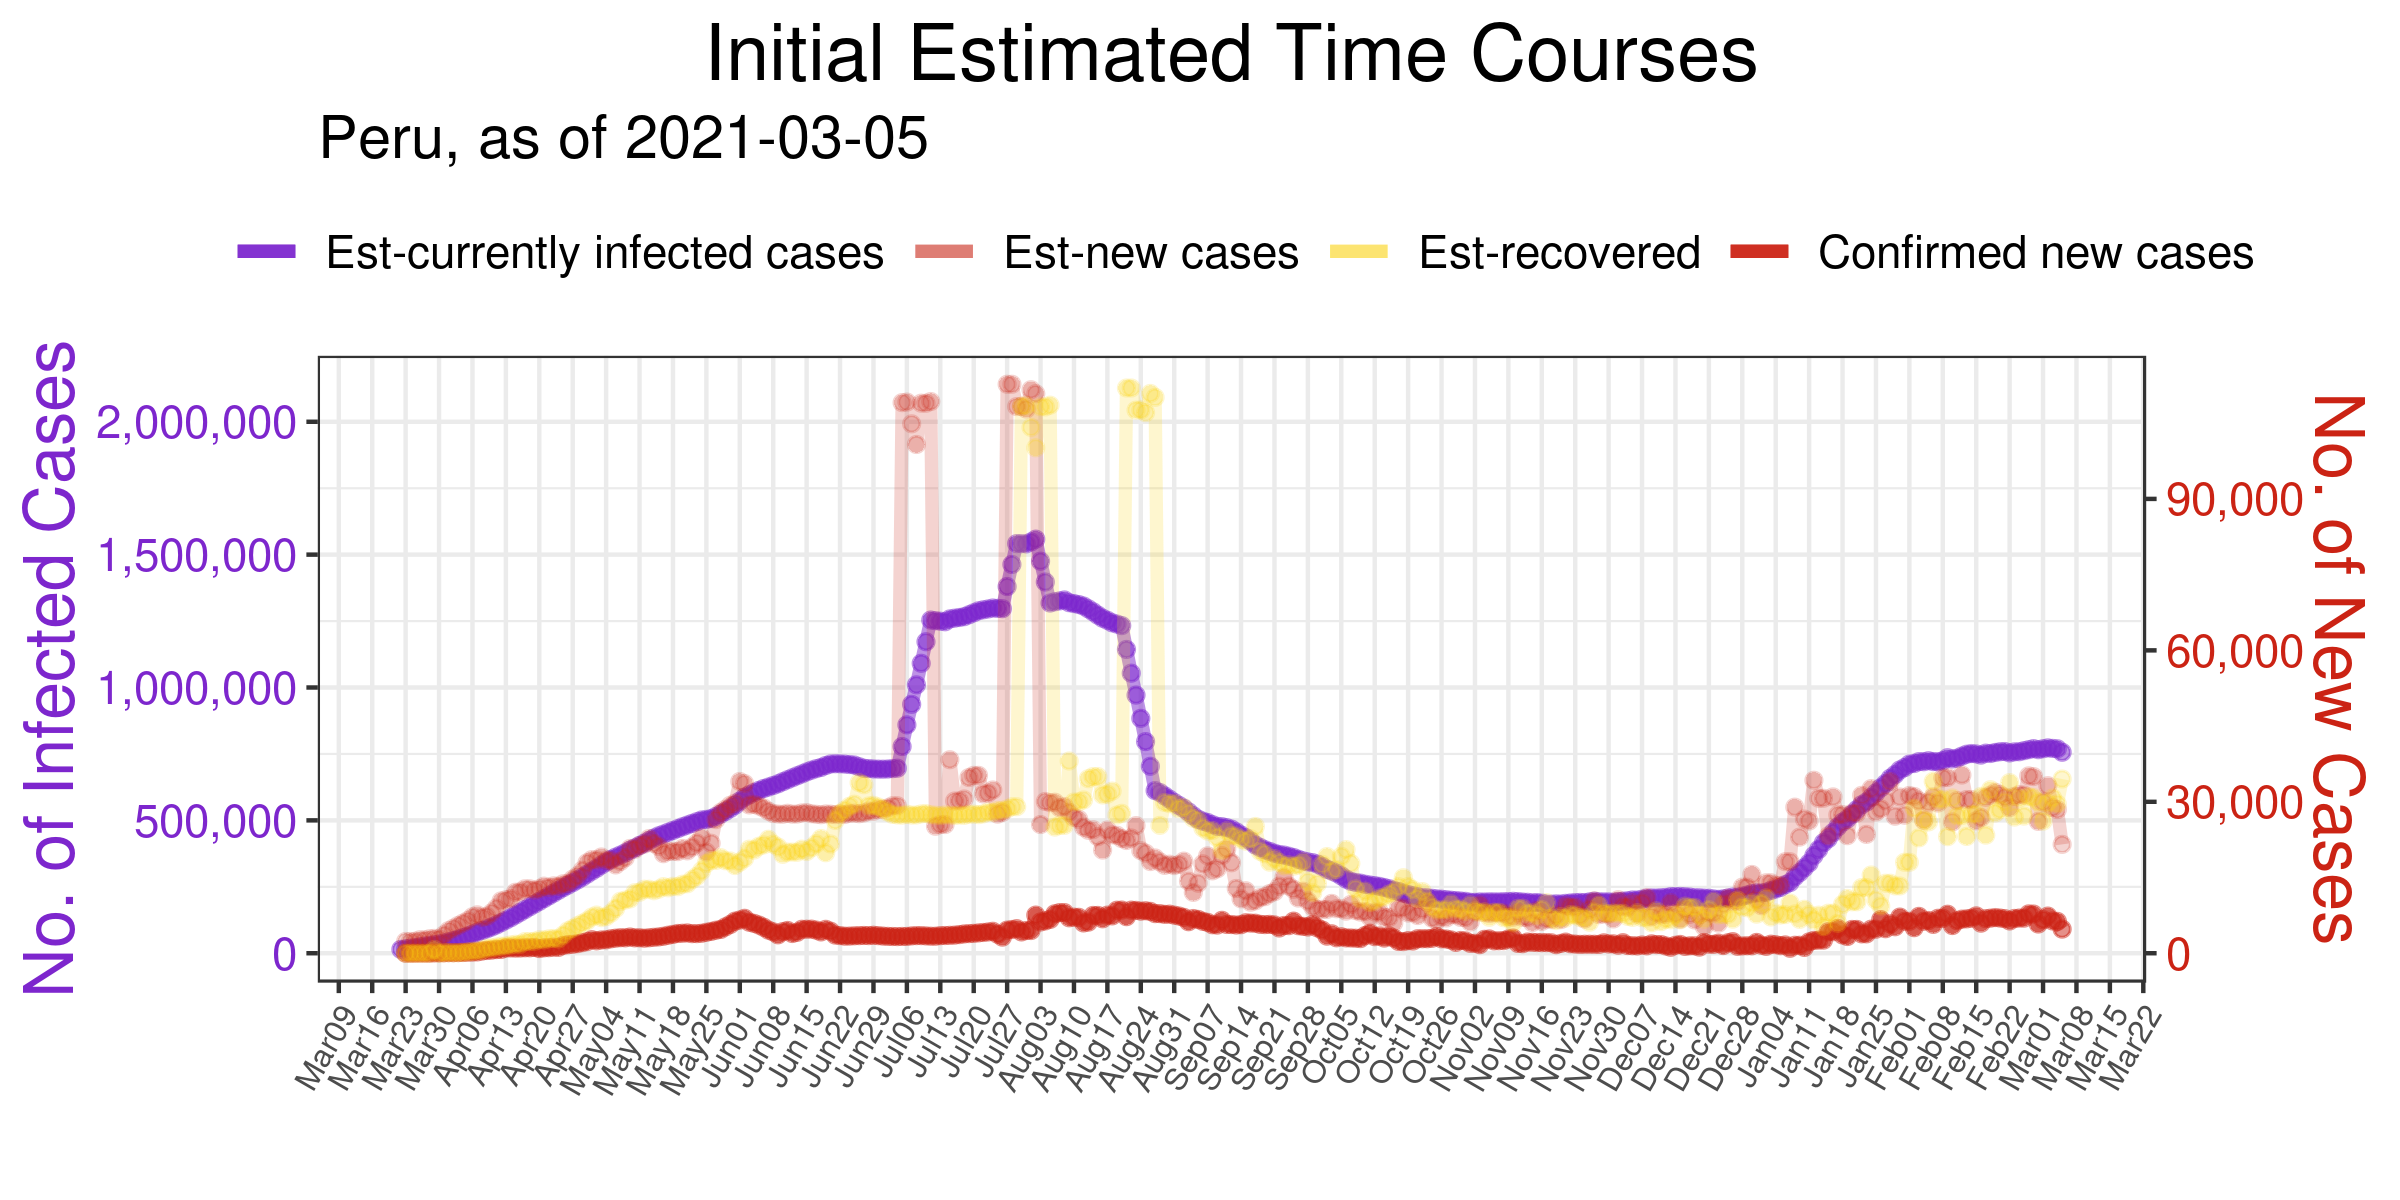 Initial Estimated Time Courses
Peru, as of 2021-03-05
Est-currently infected cases
Est-new cases
Est-recovered
Confirmed new cases
No. of Infected Cases
2,000,000
1,500,000
1,000,000
500,000
0
No. of New Cases
90,000
60,000
30,000
0
Mar09
Mar16
Mar23
Mar30
Apr06
Apr13
Apr20
Apr27
May04
May11
May18
May25
Jun01
Jun08
Jun15
Jun22
Jun29
Jul06
Jul13
Jul20
Jul27
Aug03
Aug10
Aug17
Aug24
Aug31
Sep07
Sep14
Sep21
Sep28
Oct05
Oct12
Oct19
Oct26
Nov02
Nov09
Nov16
Nov23
Nov30
Dec07
Dec14
Dec21
Dec28
Jan04
Jan11
Jan18
Jan25
Feb01
Feb08
Feb15
Feb22
Mar01
Mar08
Mar15
Mar22